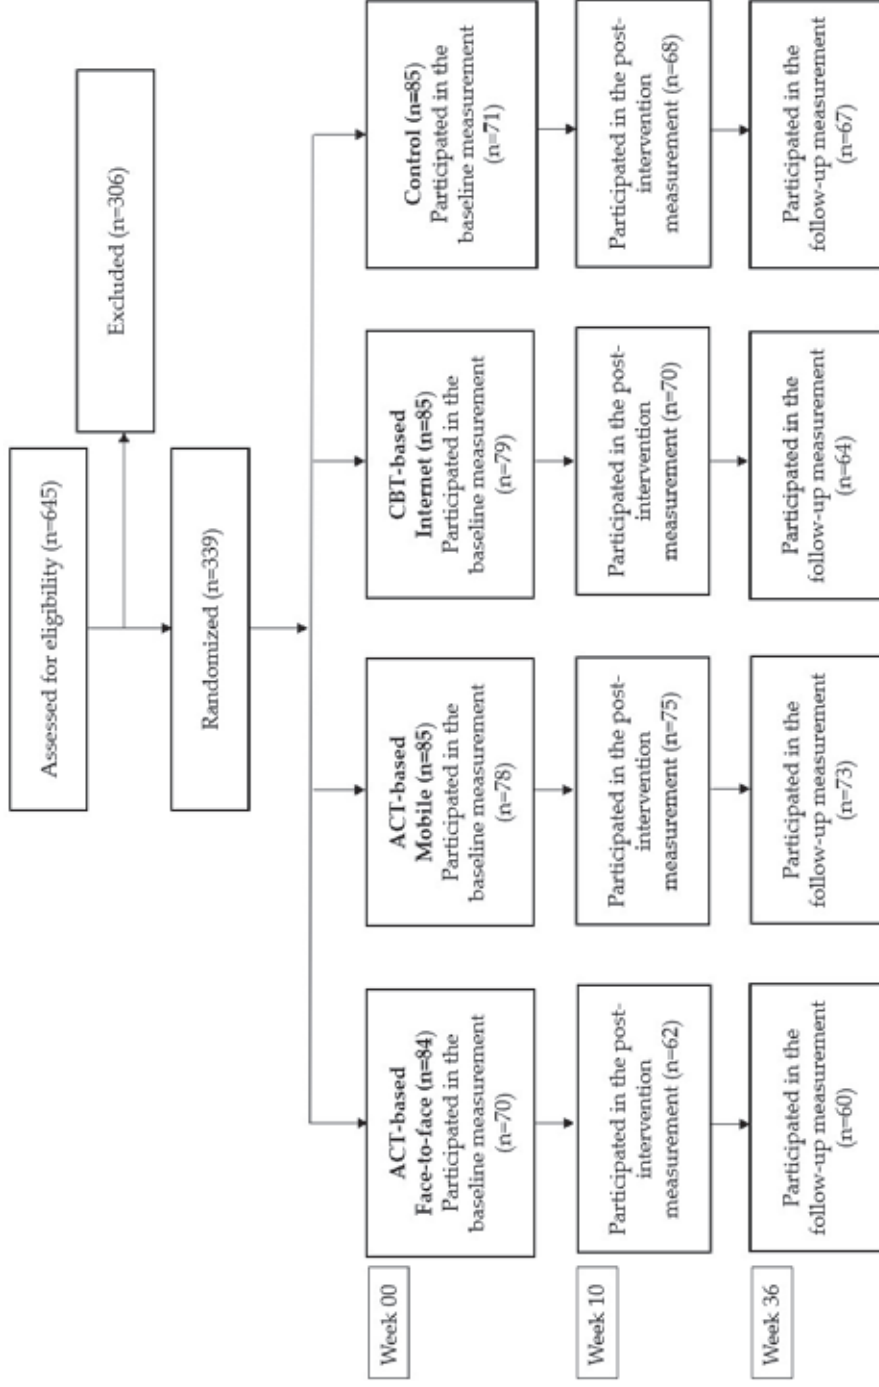 Assessed for eligibility (n=645)
Excluded (n=306)
Randomized (n=339)
Week 00
ACT-based
Face-to-face (n=84)
Participated in the
baseline measurement
(n=70)
ACT-based
Mobile (n=85)
Participated in the
baseline measurement
(n=78)
CBT-based
Internet (n=85)
Participated in the
baseline measurement
(n=79)
Control (n=85)
Participated in the
baseline measurement
(n=71)
Week 10
Participated in the post-
intervention
measurement (n=62)
Participated in the post-
intervention
measurement (n=75)
Participated in the post-
intervention
measurement (n=70)
Participated in the post-
intervention
measurement (n=68)
Week 36
Participated in the
follow-up measurement
(n=60)
Participated in the
follow-up measurement
(n=73)
Participated in the
follow-up measurement
(n=64)
Participated in the
follow-up measurement
(n=67)